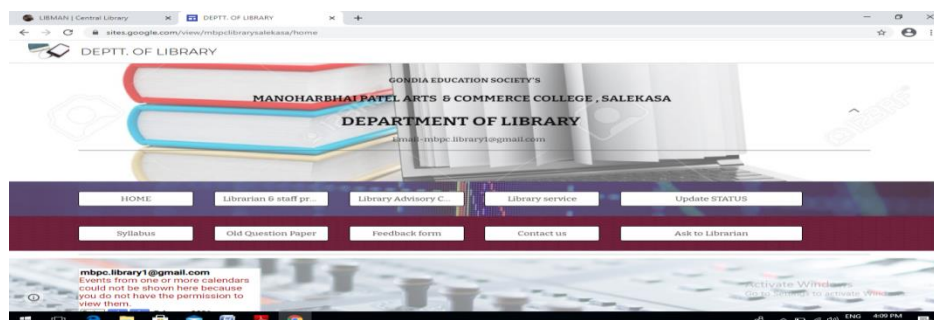 LIBMAN | Central Library
DEPTT. OF LIBRARY
sites.google.com/view/mbpclibrarysalekasa/home
DEPTT. OF LIBRARY
GONDIA EDUCATION SOCIETY'S
MANOHARBHAI PATEL ARTS & COMMERCE COLLEGE , SALEKASA
DEPARTMENT OF LIBRARY
Email-mbpc.library1@gmail.com
HOME
Librarian & staff pr...
Library Advisory C...
Library service
Update STATUS
Syllabus
Old Question Paper
Feedback form
Contact us
Ask to Librarian
mbpc.library1@gmail.com
Events from one or more calendars
could not be shown here because
you do not have the permission to
view them.
Activate Windows
Go to Settings to activate Windows.
ENG
4:09 PM